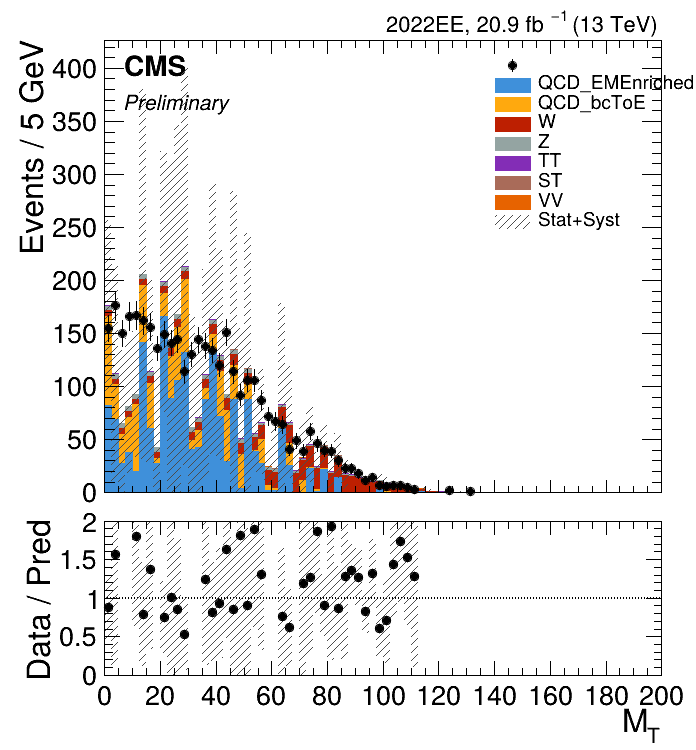 2022EE, 20.9 fb⁻¹ (13 TeV)
CMS
Preliminary
Events / 5 GeV
400
350
300
250
200
150
100
50
0
QCD_EMEnriched
QCD_bcToE
W
Z
TT
ST
VV
Stat+Syst
Data / Pred
2
1.5
1
0.5
0
0 20 40 60 80 100 120 140 160 180 200
M_T